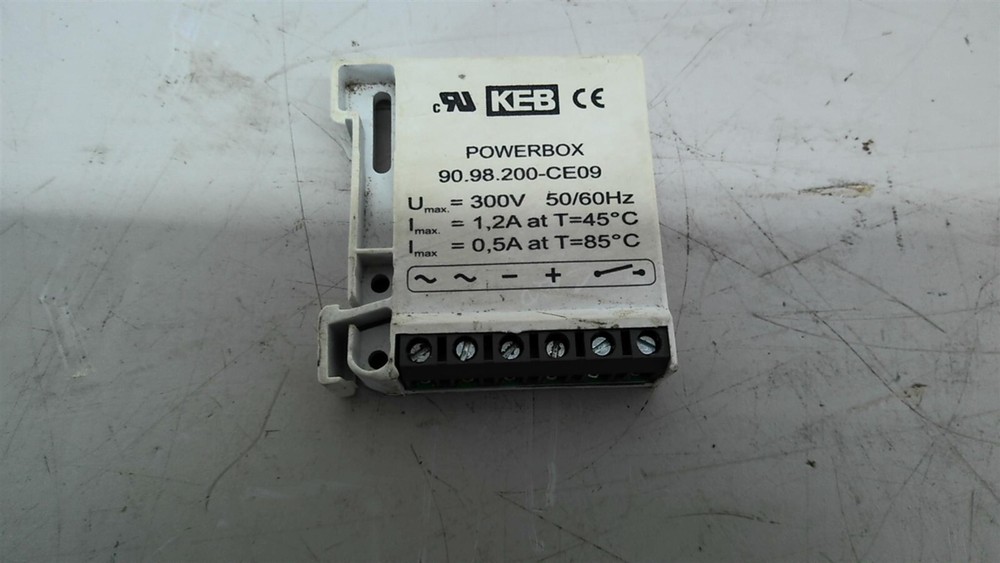 cRU KEB CE
POWERBOX
90.98.200-CE09
Umax. = 300V 50/60Hz
Imax. = 1,2A at T=45°C
Imax = 0,5A at T=85°C
~ ~ − +